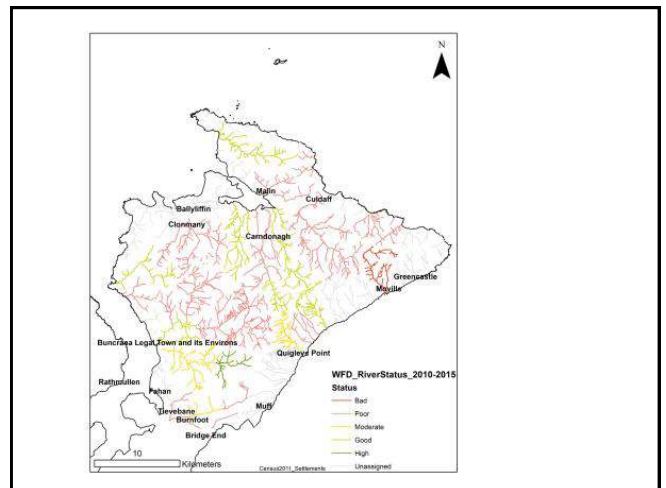 N
Malin
Culdaff
Ballyliffin
Clonmany
Carndonagh
Greencastle
Moville
Buncrana Legal Town and its Environs
Quigleys Point
WFD_RiverStatus_2010-2015
Status
Rathmullen
Fahan
Bad
Poor
Tievebane
Muff
Burnfoot
Moderate
Bridge End
Good
High
10
Kilometers
Census2011_Settlements
Unassigned